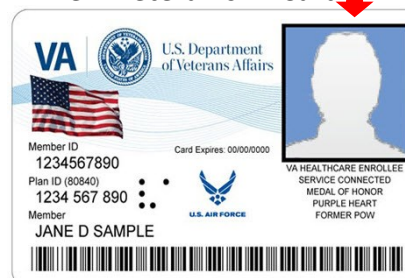 VA
U.S. Department
of Veterans Affairs
Member ID
1234567890
Card Expires: 00/00/0000
Plan ID (80840)
1234 567 890
Member
JANE D SAMPLE
U.S. AIR FORCE
VA HEALTHCARE ENROLLEE
SERVICE CONNECTED
MEDAL OF HONOR
PURPLE HEART
FORMER POW